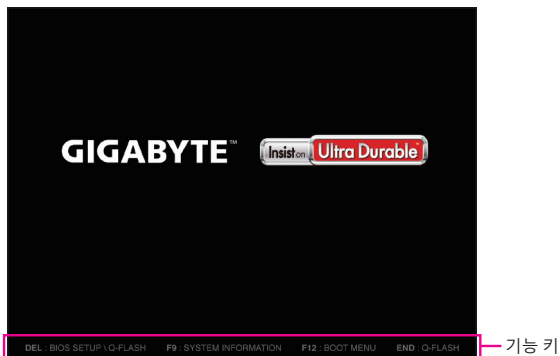 GIGABYTE™ Insist on Ultra Durable™
DEL : BIOS SETUP \ Q-FLASH F9 : SYSTEM INFORMATION F12 : BOOT MENU END : Q-FLASH
기능 키